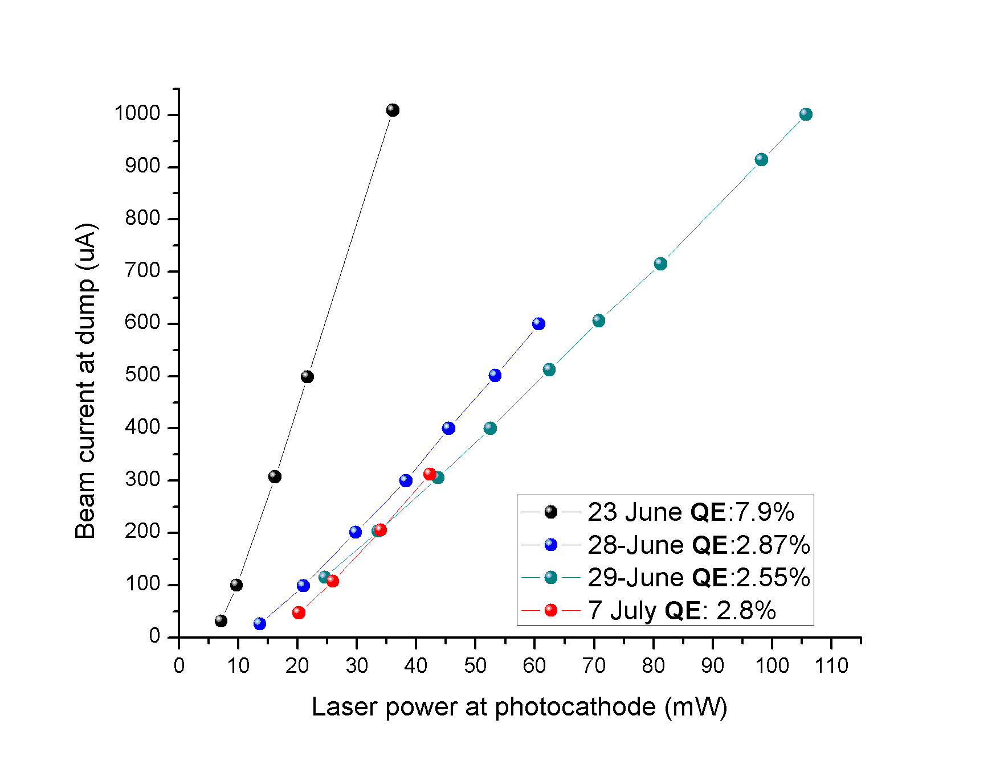 1000
900
800
700
600
500
400
300
200
100
0
Beam current at dump (uA)
23 June QE:7.9%
28-June QE:2.87%
29-June QE:2.55%
7 July QE: 2.8%
0 10 20 30 40 50 60 70 80 90 100 110
Laser power at photocathode (mW)